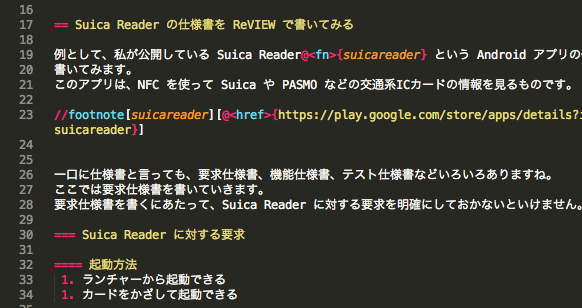 16
17 == Suica Reader の仕様書を ReVIEW で書いてみる
18
19 例として、私が公開している Suica Reader@<fn>{suicareader} という Android アプリの
20 書いてみます。
21 このアプリは、NFC を使って Suica や PASMO などの交通系ICカードの情報を見るものです。
22
23 //footnote[suicareader][@<href>{https://play.google.com/store/apps/details?
suicareader}]
24
25
26 一口に仕様書と言っても、要求仕様書、機能仕様書、テスト仕様書などいろいろありますね。
27 ここでは要求仕様書を書いていきます。
28 要求仕様書を書くにあたって、Suica Reader に対する要求を明確にしておかないといけません。
29
30 === Suica Reader に対する要求
31
32 ==== 起動方法
33 1. ランチャーから起動できる
34 1. カードをかざして起動できる